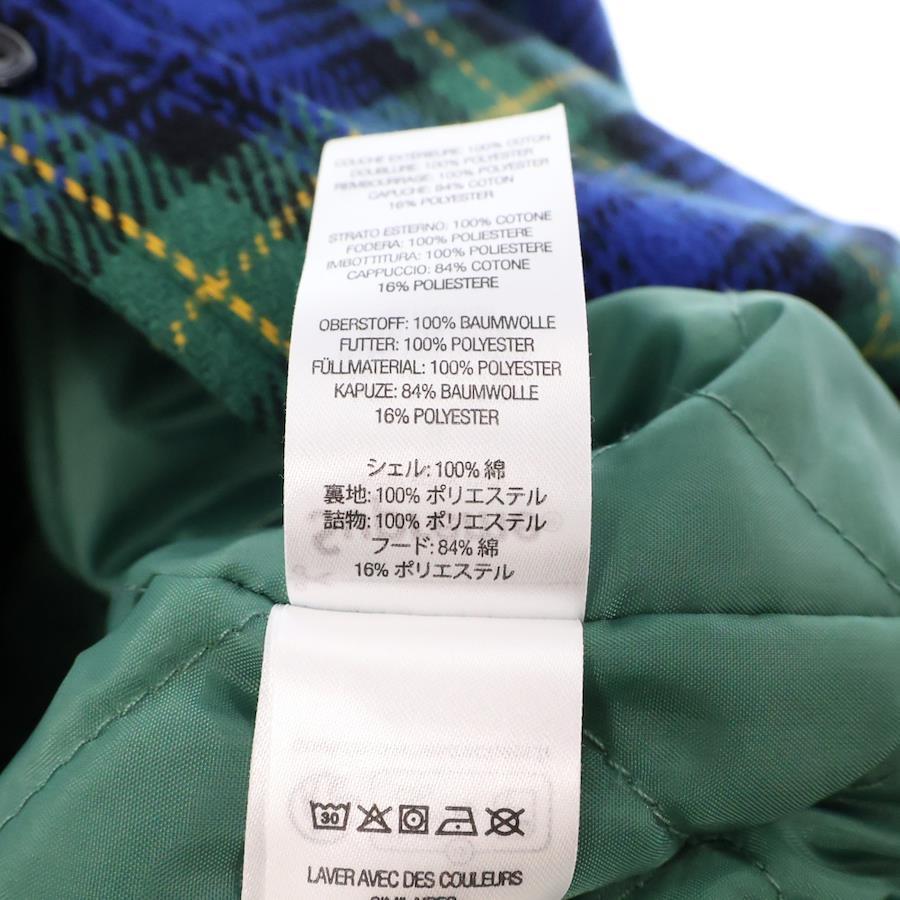 COUCHE EXTÉRIEURE: 100% COTON
DOUBLURE: 100% POLYESTER
REMBOURRAGE: 100% POLYESTER
CAPUCHE: 84% COTON
16% POLYESTER
STRATO ESTERNO: 100% COTONE
FODERA: 100% POLIESTERE
IMBOTTITURA: 100% POLIESTERE
CAPPUCCIO: 84% COTONE
16% POLIESTERE
OBERSTOFF: 100% BAUMWOLLE
FUTTER: 100% POLYESTER
FÜLLMATERIAL: 100% POLYESTER
KAPUZE: 84% BAUMWOLLE
16% POLYESTER
シェル: 100% 綿
裏地: 100% ポリエステル
詰物: 100% ポリエステル
フード: 84% 綿
16% ポリエステル
30
LAVER AVEC DES COULEURS